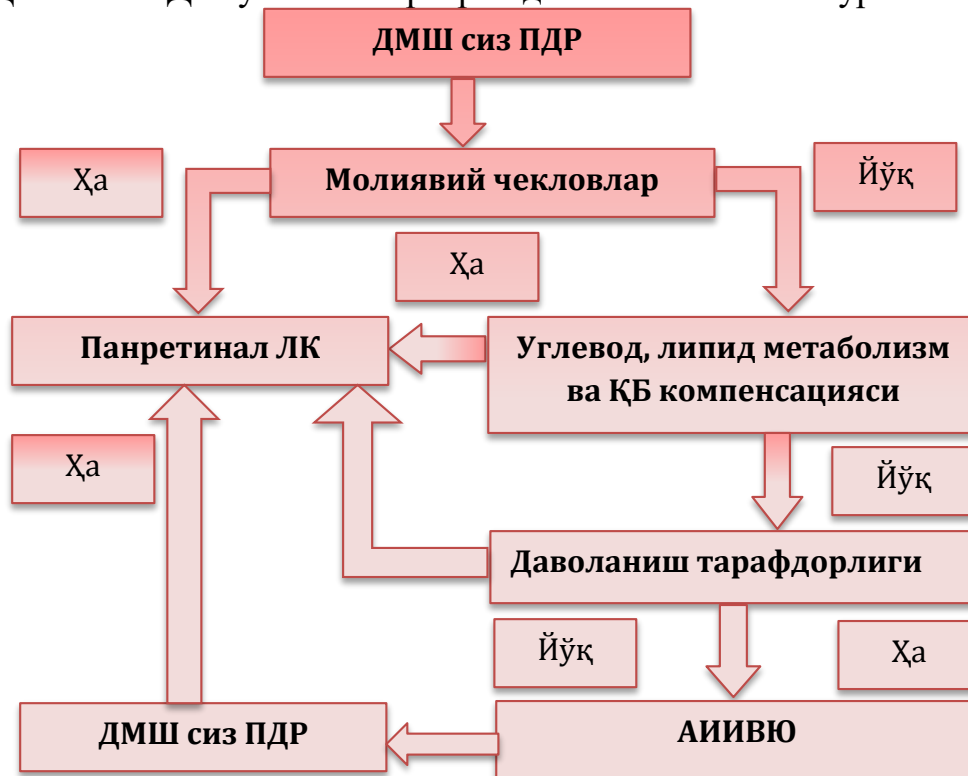 ДМШ сиз ПДР
Ҳа
Молиявий чекловлар
Йўқ
Ҳа
Панретинал ЛК
Углевод, липид метаболизм
ва ҚБ компенсацияси
Ҳа
Йўқ
Даволаниш тарафдорлиги
Йўқ
Ҳа
ДМШ сиз ПДР
АИИВЮ